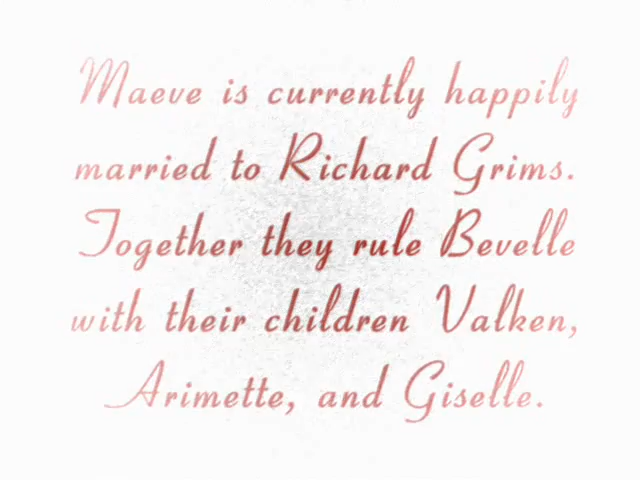 Maeve is currently happily
married to Richard Grims.
Together they rule Bevelle
with their children Valken,
Arimette, and Giselle.